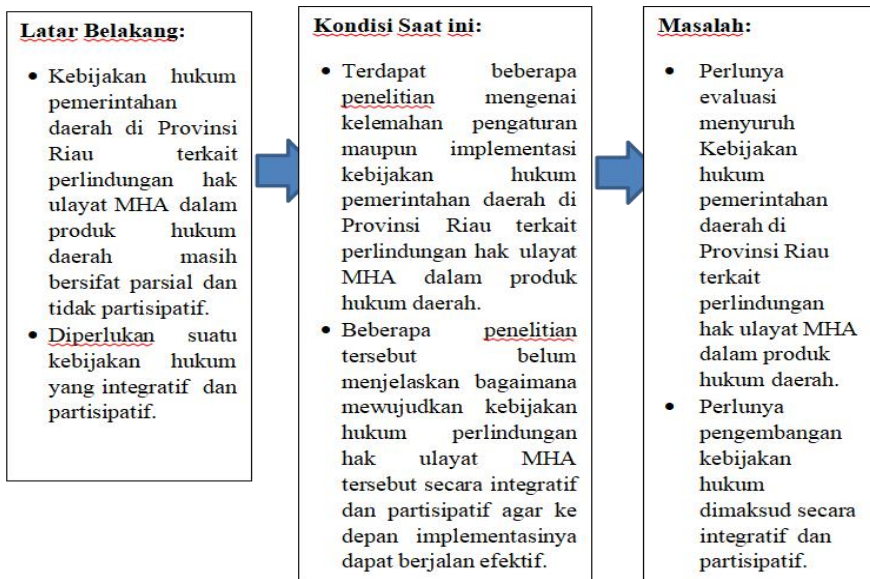 Latar Belakang:
Kebijakan hukum
pemerintahan
daerah di Provinsi
Riau terkait
perlindungan hak
ulayat MHA dalam
produk hukum
daerah masih
bersifat parsial dan
tidak partisipatif.
Diperlukan suatu
kebijakan hukum
yang integratif dan
partisipatif.
Kondisi Saat ini:
Terdapat beberapa
penelitian mengenai
kelemahan pengaturan
maupun implementasi
kebijakan hukum
pemerintahan daerah di
Provinsi Riau terkait
perlindungan hak ulayat
MHA dalam produk
hukum daerah.
Beberapa penelitian
tersebut belum
menjelaskan bagaimana
mewujudkan kebijakan
hukum perlindungan
hak ulayat MHA
tersebut secara integratif
dan partisipatif agar ke
depan implementasinya
dapat berjalan efektif.
Masalah:
Perlunya
evaluasi
menyuruh
Kebijakan
hukum
pemerintahan
daerah di
Provinsi Riau
terkait
perlindungan
hak ulayat MHA
dalam produk
hukum daerah.
Perlunya
pengembangan
kebijakan
hukum
dimaksud secara
integratif dan
partisipatif.